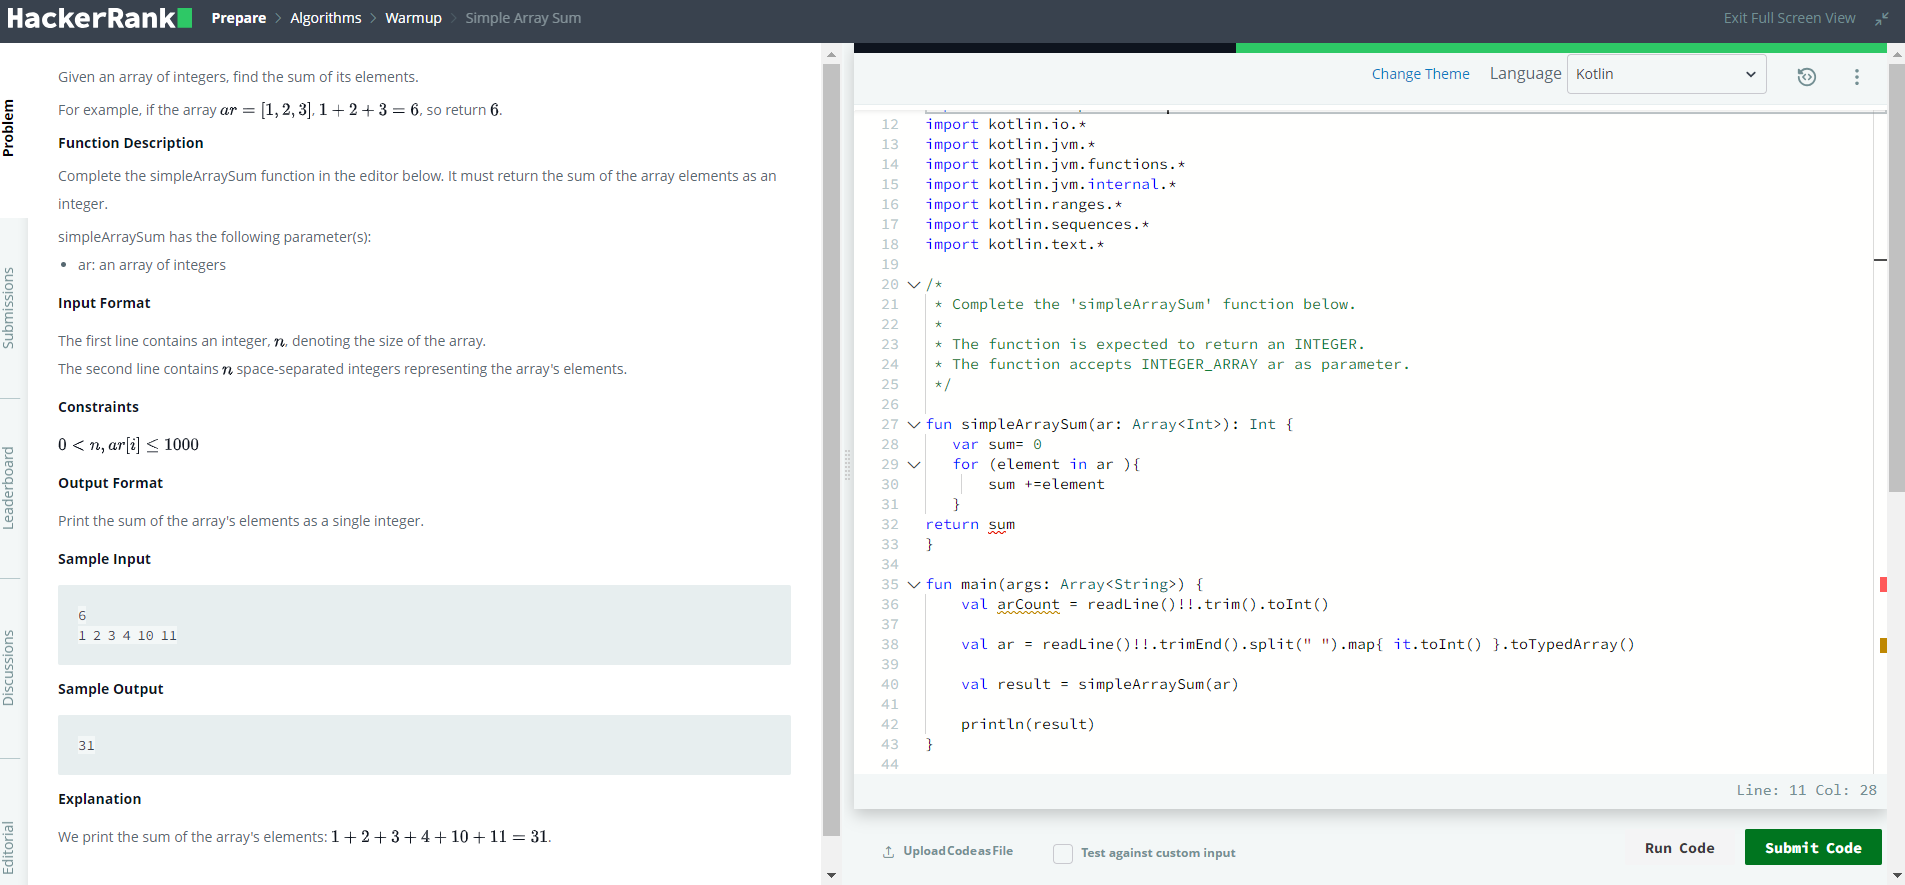 HackerRank
Prepare > Algorithms > Warmup > Simple Array Sum
Exit Full Screen View
Problem
Submissions
Leaderboard
Discussions
Editorial
Given an array of integers, find the sum of its elements.
For example, if the array ar = [1, 2, 3], 1 + 2 + 3 = 6, so return 6.
Function Description
Complete the simpleArraySum function in the editor below. It must return the sum of the array elements as an
integer.
simpleArraySum has the following parameter(s):
• ar: an array of integers
Input Format
The first line contains an integer, n, denoting the size of the array.
The second line contains n space-separated integers representing the array's elements.
Constraints
0 < n, ar[i] ≤ 1000
Output Format
Print the sum of the array's elements as a single integer.
Sample Input
6
1 2 3 4 10 11
Sample Output
31
Explanation
We print the sum of the array's elements: 1 + 2 + 3 + 4 + 10 + 11 = 31.
Change Theme Language Kotlin
12 import kotlin.io.*
13 import kotlin.jvm.*
14 import kotlin.jvm.functions.*
15 import kotlin.jvm.internal.*
16 import kotlin.ranges.*
17 import kotlin.sequences.*
18 import kotlin.text.*
19
20 /*
21 * Complete the 'simpleArraySum' function below.
22 *
23 * The function is expected to return an INTEGER.
24 * The function accepts INTEGER_ARRAY ar as parameter.
25 */
26
27 fun simpleArraySum(ar: Array<Int>): Int {
28 var sum= 0
29 for (element in ar ){
30 sum +=element
31 }
32 return sum
33 }
34
35 fun main(args: Array<String>) {
36 val arCount = readLine()!!.trim().toInt()
37
38 val ar = readLine()!!.trimEnd().split(" ").map{ it.toInt() }.toTypedArray()
39
40 val result = simpleArraySum(ar)
41
42 println(result)
43 }
44
Line: 11 Col: 28
Upload Code as File
Test against custom input
Run Code
Submit Code